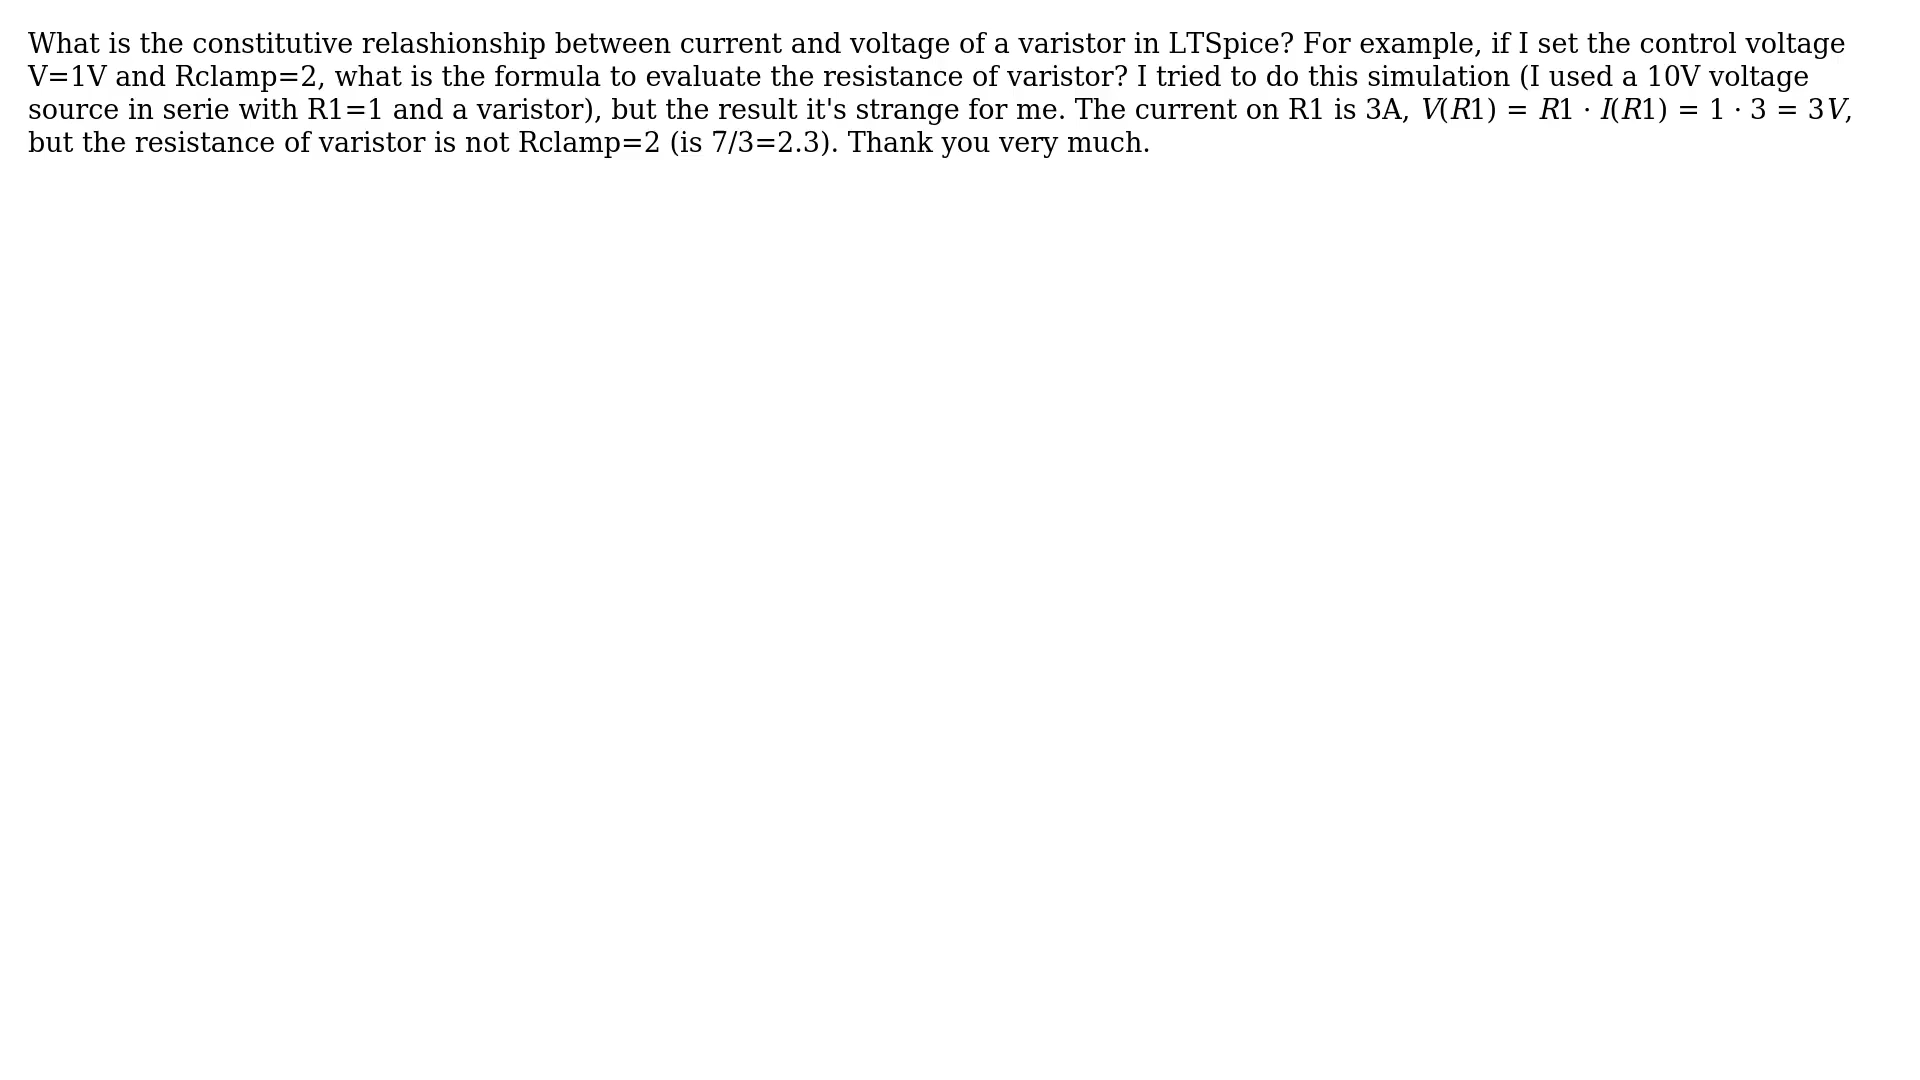 What is the constitutive relashionship between current and voltage of a varistor in LTSpice? For example, if I set the control voltage
V=1V and Rclamp=2, what is the formula to evaluate the resistance of varistor? I tried to do this simulation (I used a 10V voltage
source in serie with R1=1 and a varistor), but the result it's strange for me. The current on R1 is 3A, V(R1) = R1 · I(R1) = 1 · 3 = 3V,
but the resistance of varistor is not Rclamp=2 (is 7/3=2.3). Thank you very much.